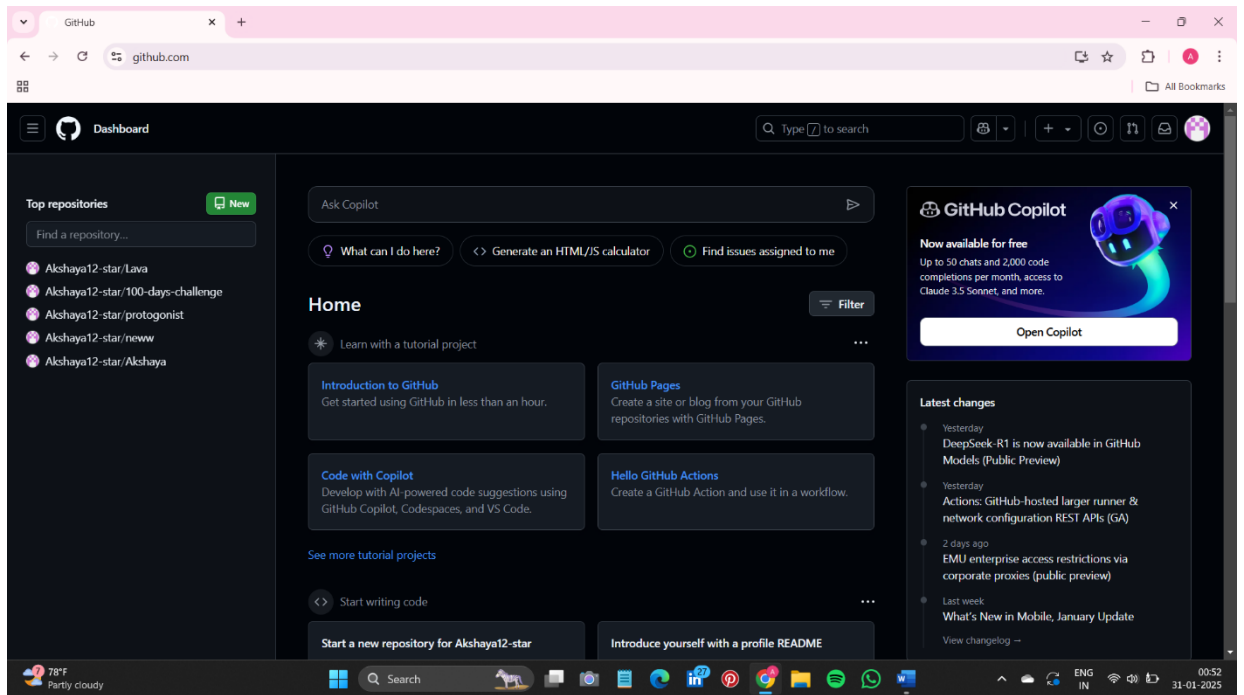 GitHub
github.com
All Bookmarks
Dashboard
Type / to search
Top repositories
New
Find a repository...
Akshaya12-star/Lava
Akshaya12-star/100-days-challenge
Akshaya12-star/protogonist
Akshaya12-star/neww
Akshaya12-star/Akshaya
Ask Copilot
What can I do here?
Generate an HTML/JS calculator
Find issues assigned to me
Home
Filter
Learn with a tutorial project
Introduction to GitHub
Get started using GitHub in less than an hour.
GitHub Pages
Create a site or blog from your GitHub
repositories with GitHub Pages.
Code with Copilot
Develop with AI-powered code suggestions using
GitHub Copilot, Codespaces, and VS Code.
Hello GitHub Actions
Create a GitHub Action and use it in a workflow.
See more tutorial projects
Start writing code
Start a new repository for Akshaya12-star
Introduce yourself with a profile README
GitHub Copilot
Now available for free
Up to 50 chats and 2,000 code
completions per month, access to
Claude 3.5 Sonnet, and more.
Open Copilot
Latest changes
Yesterday
DeepSeek-R1 is now available in GitHub
Models (Public Preview)
Yesterday
Actions: GitHub-hosted larger runner &
network configuration REST APIs (GA)
2 days ago
EMU enterprise access restrictions via
corporate proxies (public preview)
Last week
What's New in Mobile, January Update
View changelog →
7
78°F
Partly cloudy
Search
27
ENG
IN
00:52
31-01-2025